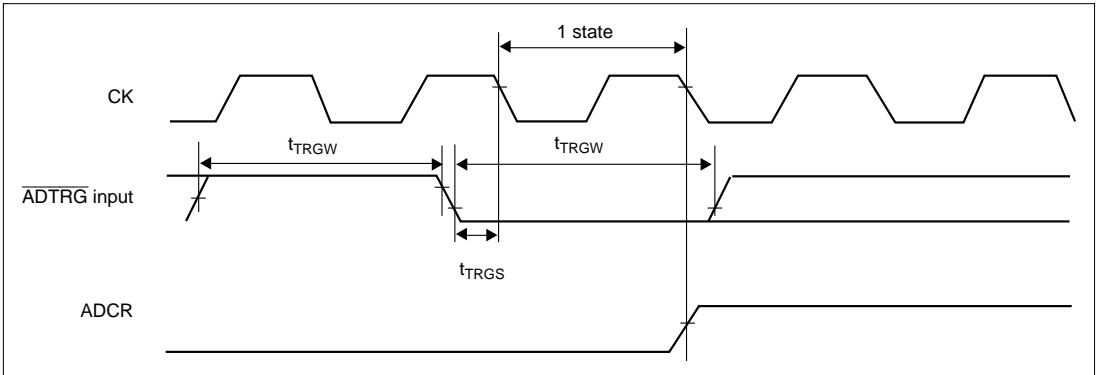 1 state
CK
tTRGW
tTRGW
ADTRG input
tTRGS
ADCR